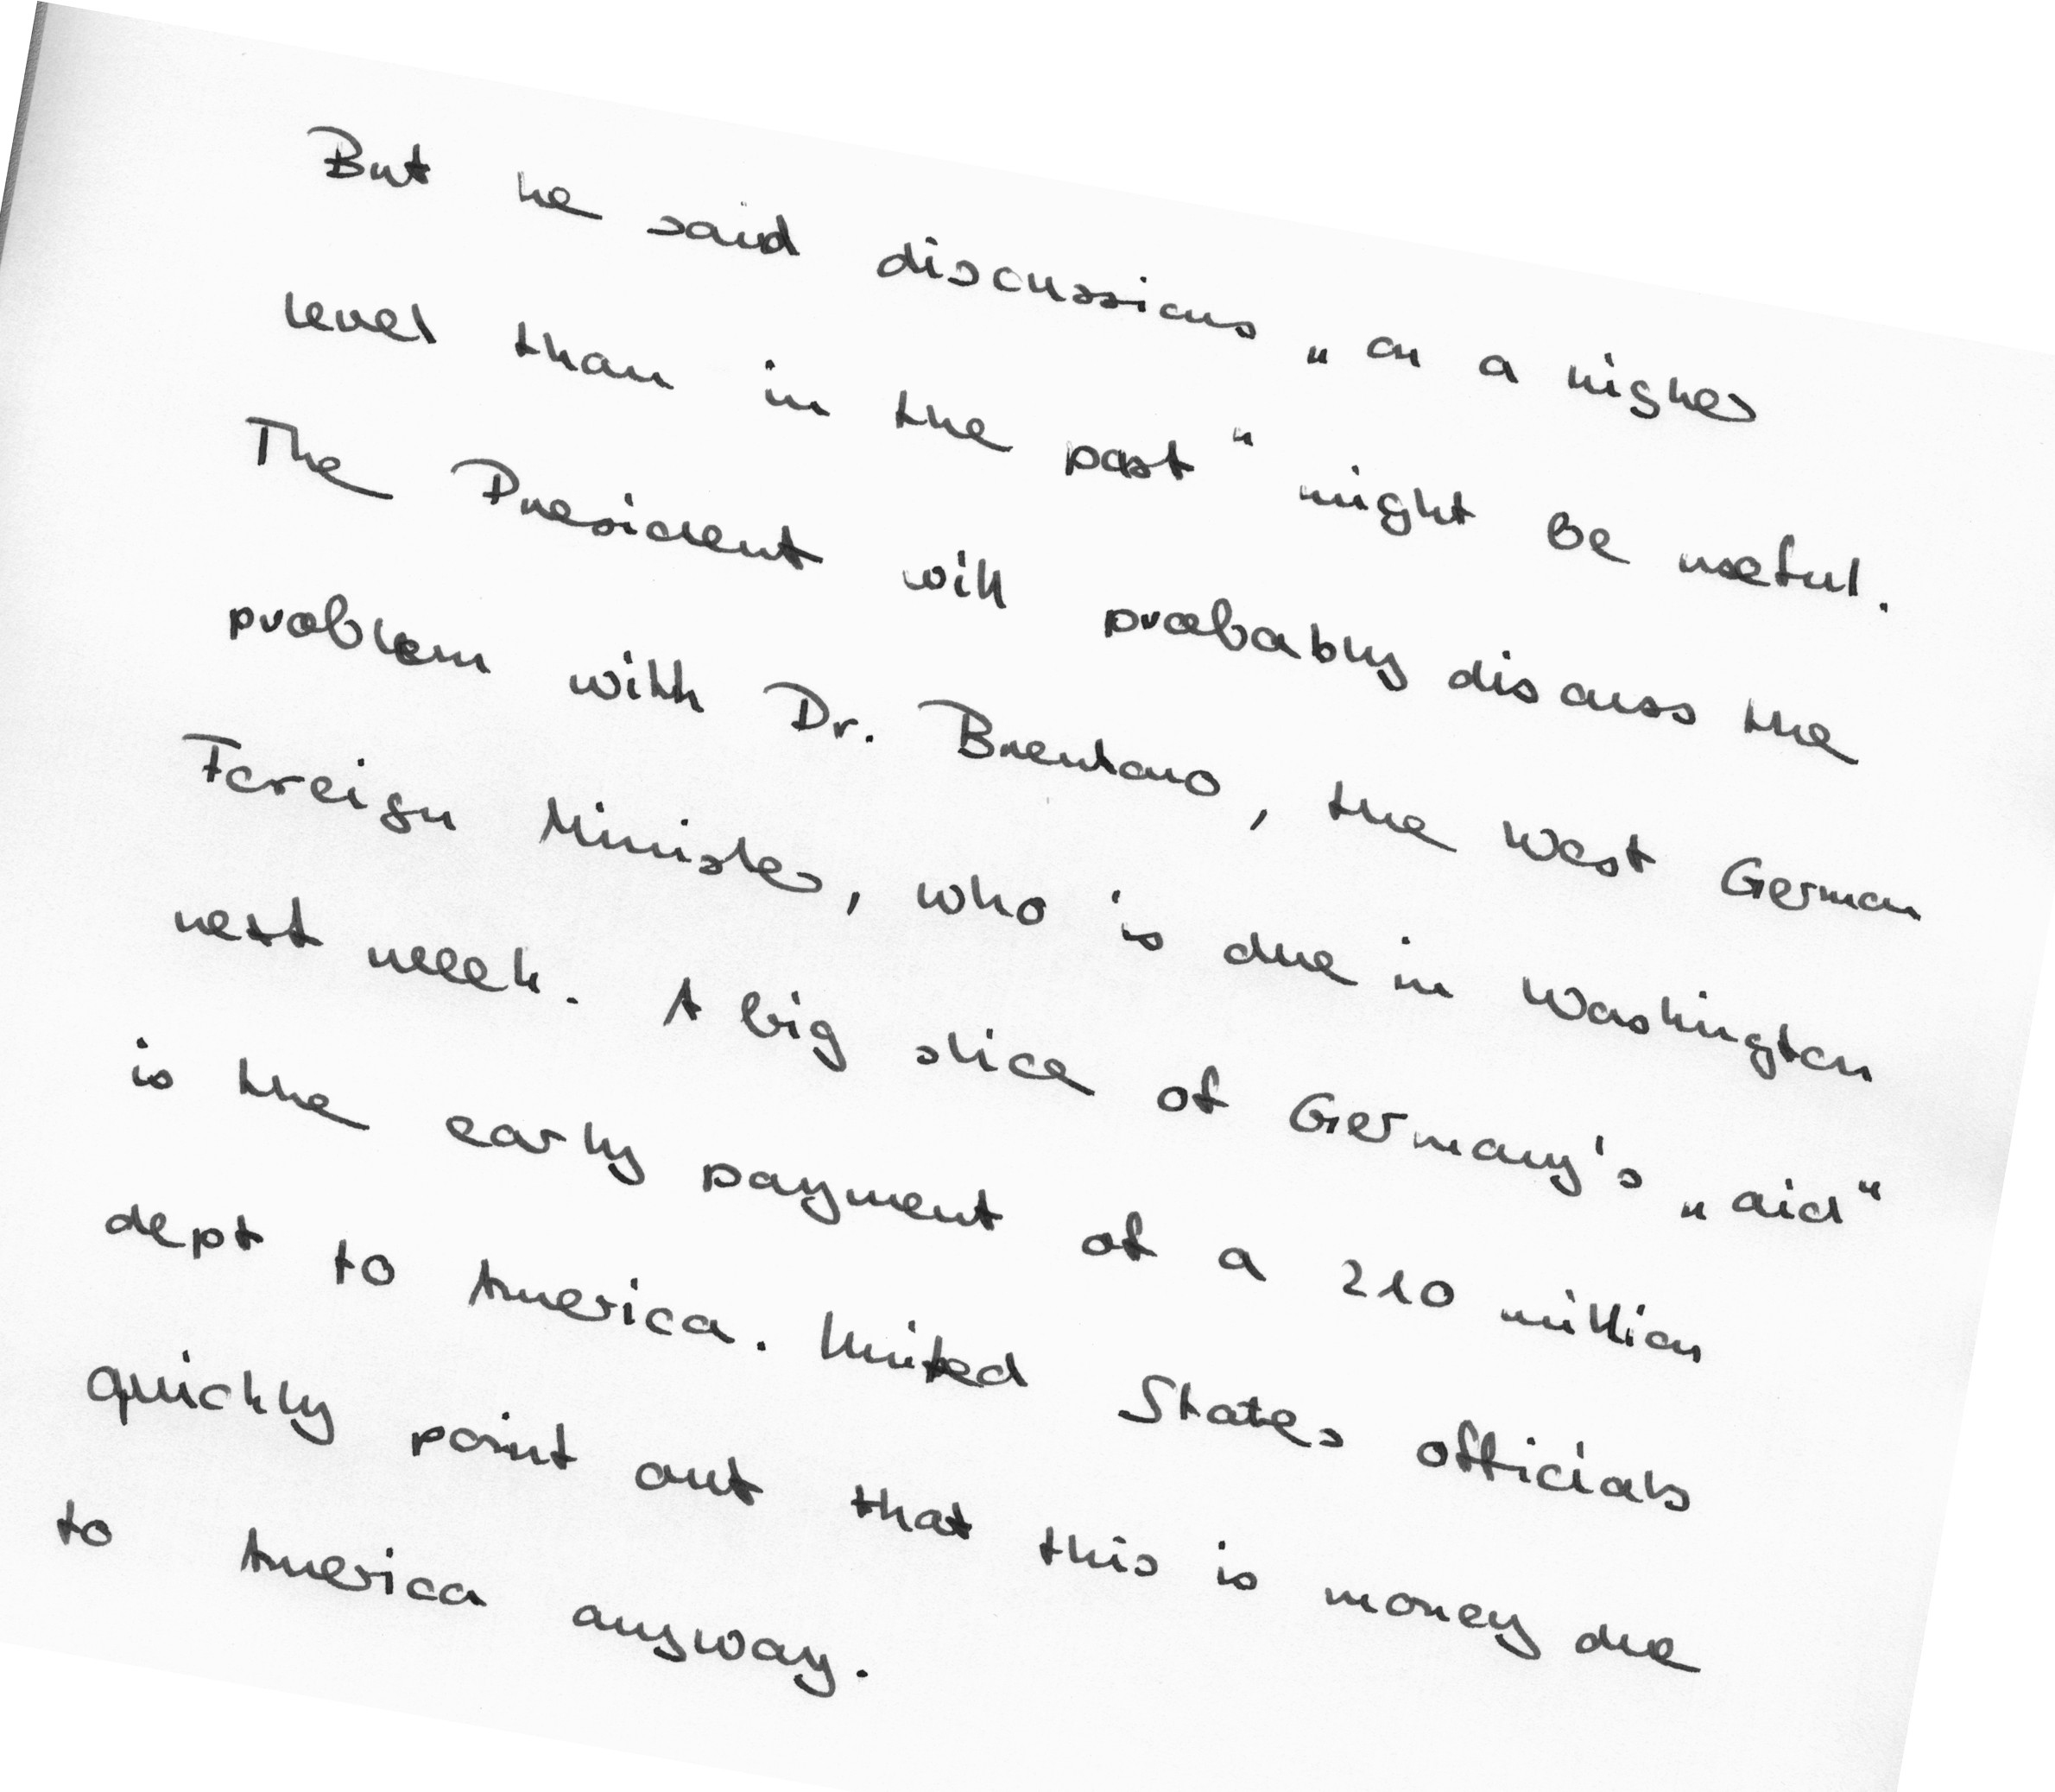 But he said discussions „on a higher
level than in the past“ might be useful.
The President will probably discuss the
problem with Dr. Brentano, the West German
Foreign Minister, who is due in Washington
next week. A big slice of Germany's „aid“
is the early payment of a 210 million
dept to America. United States officials
quickly point out that this is money due
to America anyway.